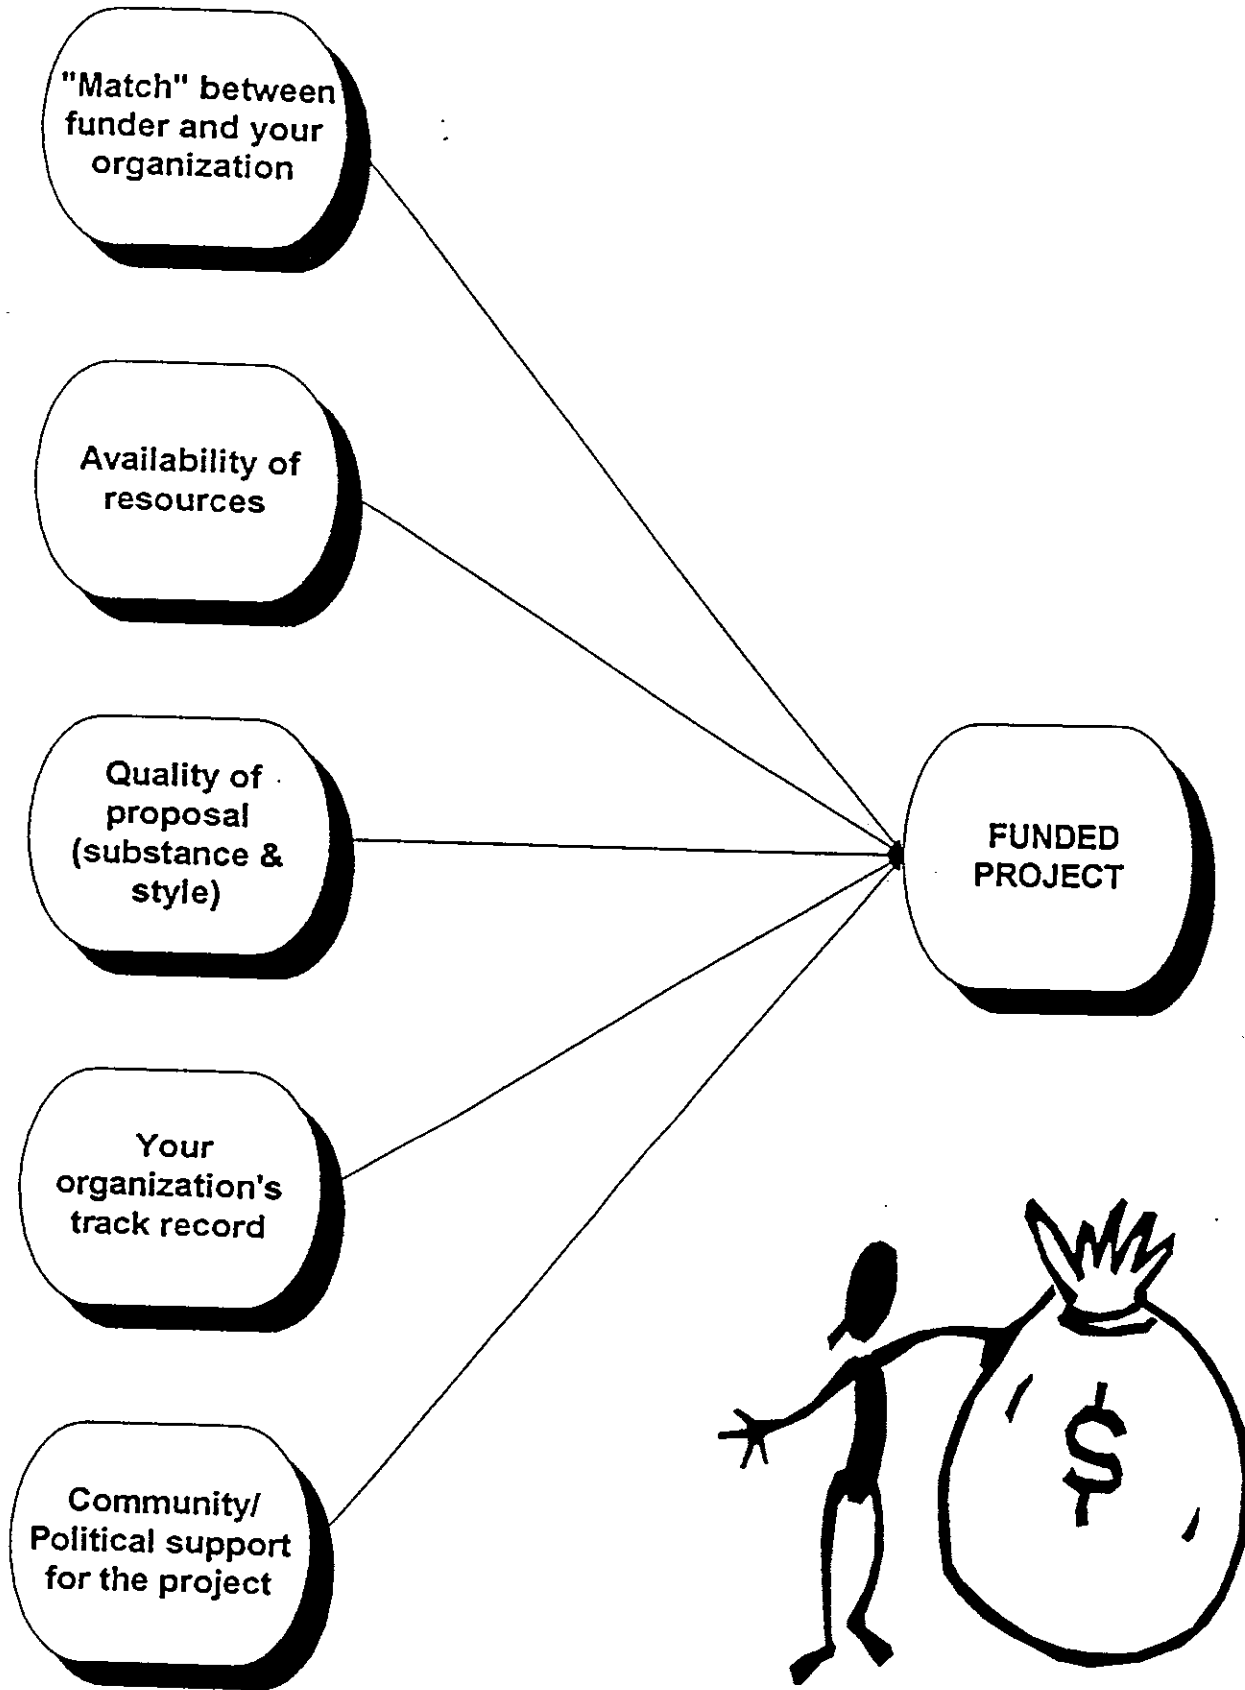 "Match" between
funder and your
organization
Availability of
resources
Quality of
proposal
(substance &
style)
Your
organization's
track record
Community/
Political support
for the project
FUNDED
PROJECT
$